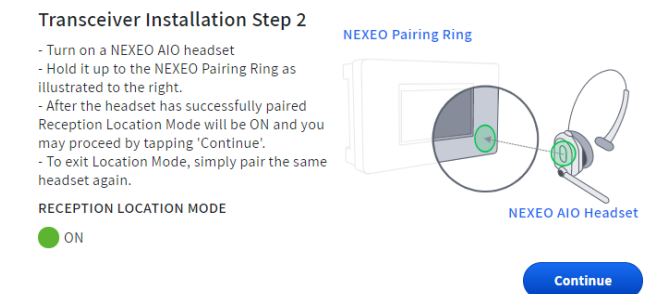 Transceiver Installation Step 2
NEXEO Pairing Ring
- Turn on a NEXEO AIO headset
- Hold it up to the NEXEO Pairing Ring as
illustrated to the right.
- After the headset has successfully paired
Reception Location Mode will be ON and you
may proceed by tapping 'Continue'.
- To exit Location Mode, simply pair the same
headset again.
RECEPTION LOCATION MODE
NEXEO AIO Headset
ON
Continue